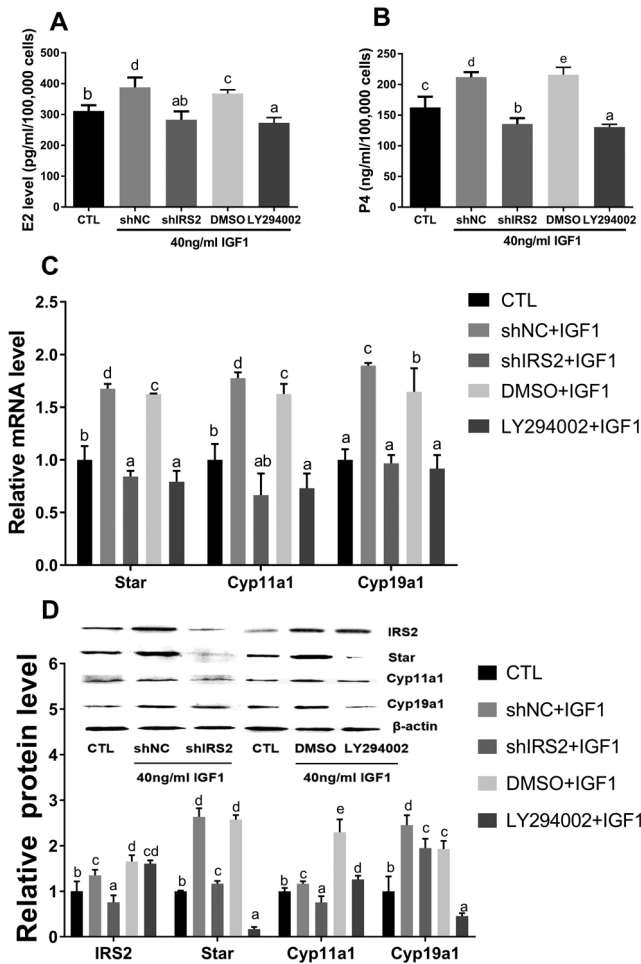 A
E2 level (pg/ml/100,000 cells)
500
400
300
200
100
0
b
d
ab
c
a
CTL
shNC
shIRS2
DMSO
LY294002
40ng/ml IGF1
B
P4 (ng/ml/100,000 cells)
250
200
150
100
50
0
c
d
b
e
a
CTL
shNC
shIRS2
DMSO
LY294002
40ng/ml IGF1
C
Relative mRNA level
2.5
2.0
1.5
1.0
0.5
0.0
b d a c a
b d ab c a
a c a b a
Star Cyp11a1 Cyp19a1
CTL
shNC+IGF1
shIRS2+IGF1
DMSO+IGF1
LY294002+IGF1
D
Relative protein level
6
5
4
3
2
1
0
IRS2
Star
Cyp11a1
Cyp19a1
β-actin
CTL shNC shIRS2 CTL DMSO LY294002
40ng/ml IGF1 40ng/ml IGF1
b c a d cd
b d c d a
b c a e d
b d c c a
IRS2 Star Cyp11a1 Cyp19a1
CTL
shNC+IGF1
shIRS2+IGF1
DMSO+IGF1
LY294002+IGF1